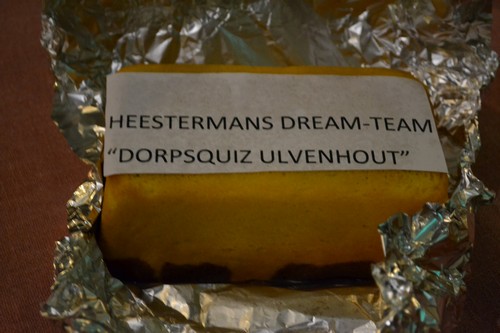 HEESTERMANS DREAM-TEAM
“DORPSQUIZ ULVENHOUT”